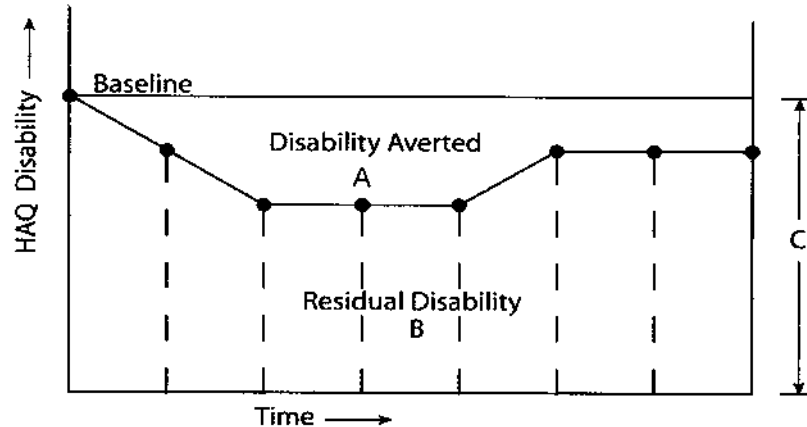 HAQ Disability
Baseline
Disability Averted
A
C
Residual Disability
B
Time